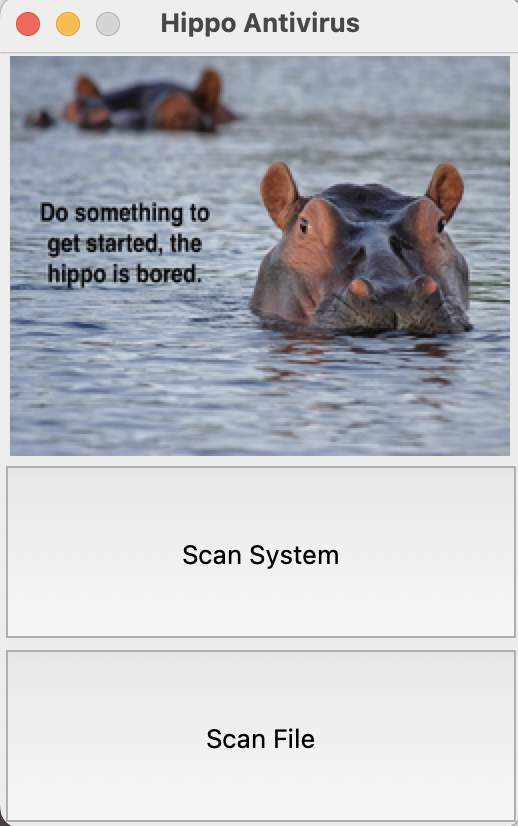 Hippo Antivirus
Do something to
get started, the
hippo is bored.
Scan System
Scan File